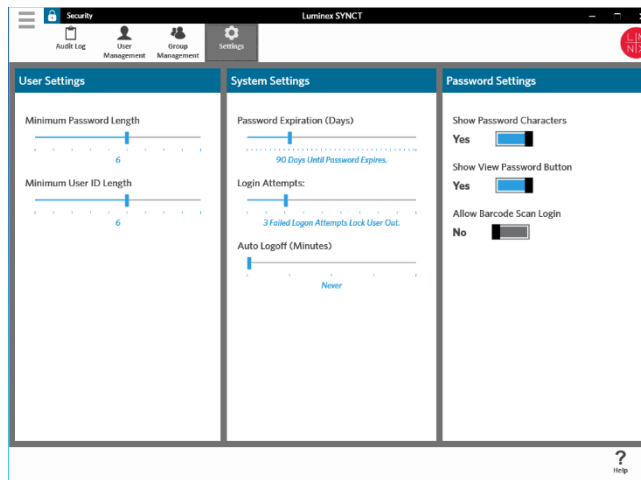 Security
Luminex SYNCT
Audit Log
User Management
Group Management
Settings
User Settings
Minimum Password Length
6
Minimum User ID Length
6
System Settings
Password Expiration (Days)
90 Days Until Password Expires.
Login Attempts:
3 Failed Logon Attempts Lock User Out.
Auto Logoff (Minutes)
Never
Password Settings
Show Password Characters
Yes
Show View Password Button
Yes
Allow Barcode Scan Login
No
?
Help